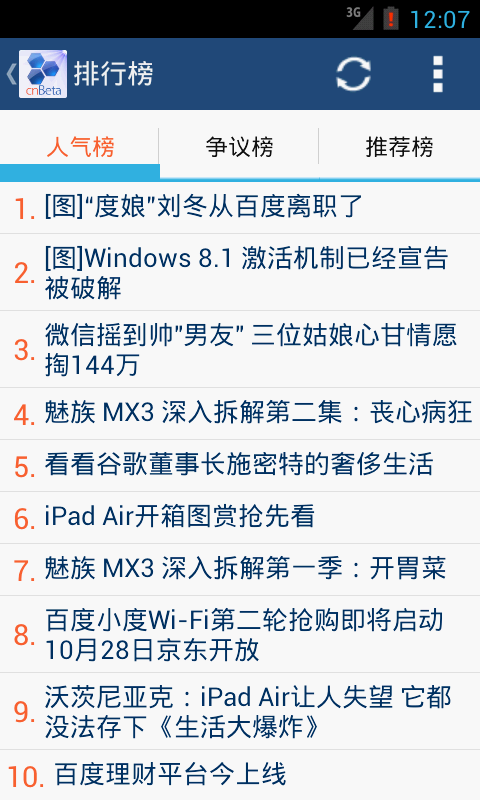 3G 12:07
cnBeta 排行榜
人气榜 争议榜 推荐榜
1. [图]“度娘”刘冬从百度离职了
2. [图]Windows 8.1 激活机制已经宣告
被破解
3. 微信摇到帅"男友" 三位姑娘心甘情愿
掏144万
4. 魅族 MX3 深入拆解第二集：丧心病狂
5. 看看谷歌董事长施密特的奢侈生活
6. iPad Air开箱图赏抢先看
7. 魅族 MX3 深入拆解第一季：开胃菜
8. 百度小度Wi-Fi第二轮抢购即将启动
10月28日京东开放
9. 沃茨尼亚克：iPad Air让人失望 它都
没法存下《生活大爆炸》
10. 百度理财平台今上线